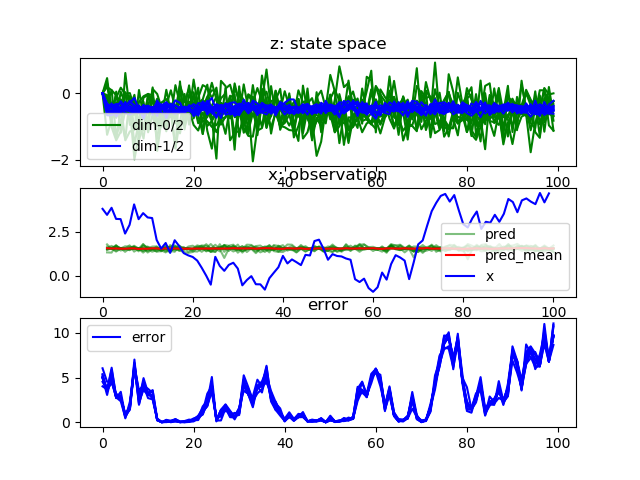 z: state space
0
−2
dim-0/2
dim-1/2
0 20 40 60 80 100
x: observation
2.5
0.0
pred
pred_mean
x
0 20 40 60 80 100
error
10
5
0
error
0 20 40 60 80 100